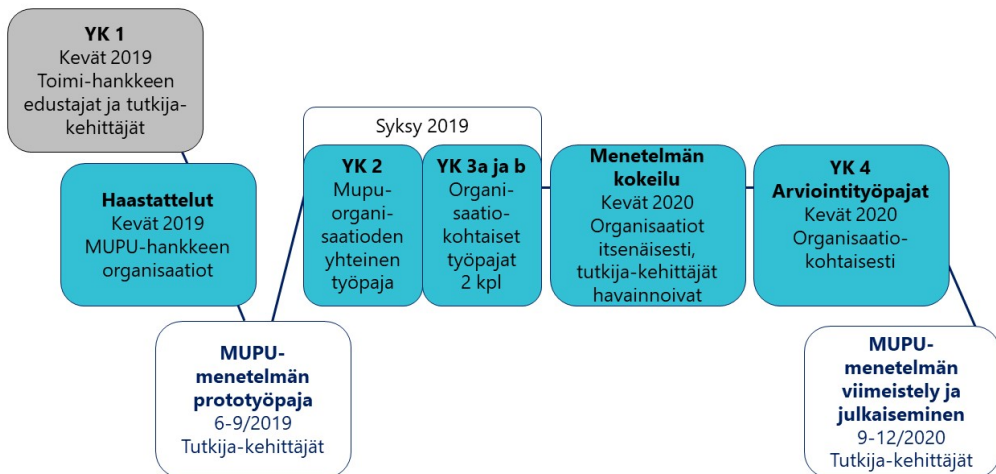 YK 1
Kevät 2019
Toimi-hankkeen
edustajat ja tutkija-
kehittäjät
Haastattelut
Kevät 2019
MUPU-hankkeen
organisaatiot
MUPU-
menetelmän
prototyöpaja
6-9/2019
Tutkija-kehittäjät
Syksy 2019
YK 2
Mupu-
organi-
saatioden
yhteinen
työpaja
YK 3a ja b
Organi-
saatio-
kohtaiset
työpajat
2 kpl
Menetelmän
kokeilu
Kevät 2020
Organisaatiot
itsenäisesti,
tutkija-kehittäjät
havainnoivat
YK 4
Arviointityöpajat
Kevät 2020
Organisaatio-
kohtaisesti
MUPU-
menetelmän
viimeistely ja
julkaiseminen
9-12/2020
Tutkija-kehittäjät